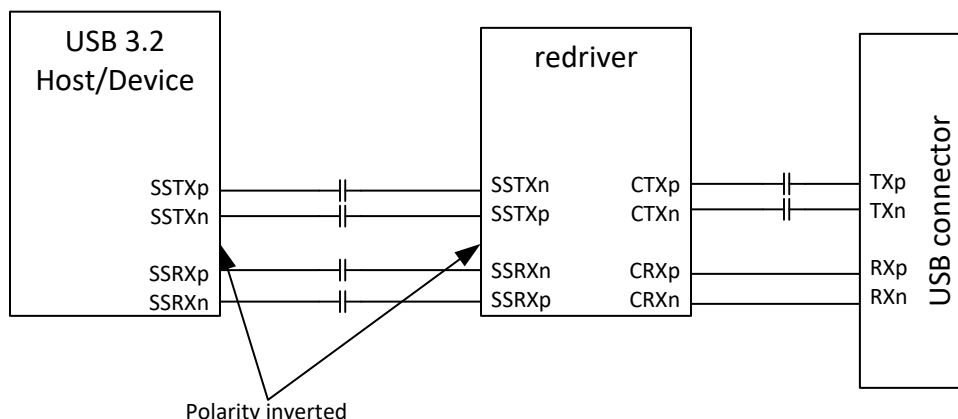 USB 3.2
Host/Device
SSTXp
SSTXn
SSRXp
SSRXn
redriver
SSTXn
SSTXp
SSRXn
SSRXp
CTXp
CTXn
CRXp
CRXn
TXp
TXn
RXp
RXn
USB connector
Polarity inverted